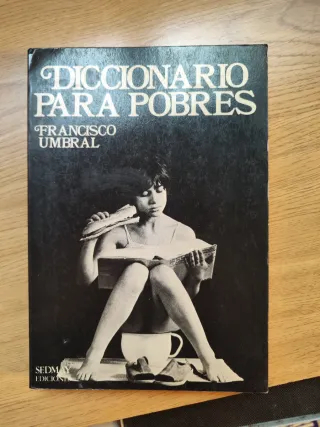 DICCIONARIO
PARA POBRES
FRANCISCO
UMBRAL
SEDMAY
EDICIONES